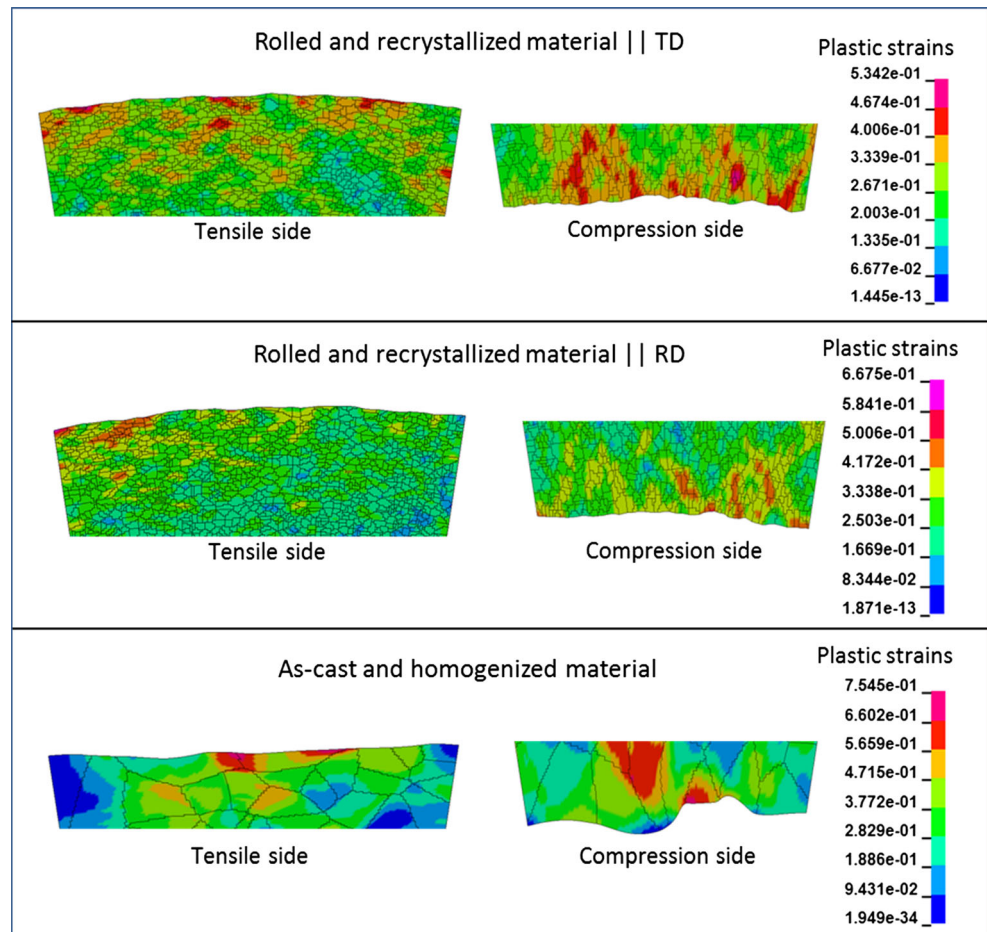 Rolled and recrystallized material || TD
Plastic strains
5.342e-01
4.674e-01
4.006e-01
3.339e-01
2.671e-01
2.003e-01
1.335e-01
6.677e-02
1.445e-13
Tensile side
Compression side
Rolled and recrystallized material || RD
Plastic strains
6.675e-01
5.841e-01
5.006e-01
4.172e-01
3.338e-01
2.503e-01
1.669e-01
8.344e-02
1.871e-13
Tensile side
Compression side
As-cast and homogenized material
Plastic strains
7.545e-01
6.602e-01
5.659e-01
4.715e-01
3.772e-01
2.829e-01
1.886e-01
9.431e-02
1.949e-34
Tensile side
Compression side